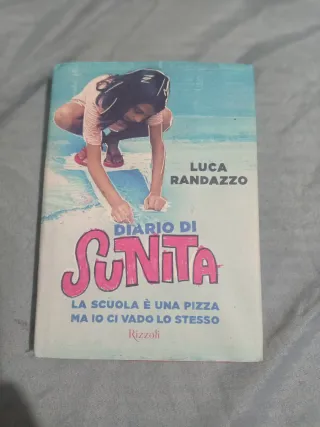 LUCA
RANDAZZO
DIARIO DI
SUNITA
LA SCUOLA È UNA PIZZA
MA IO CI VADO LO STESSO
Rizzoli